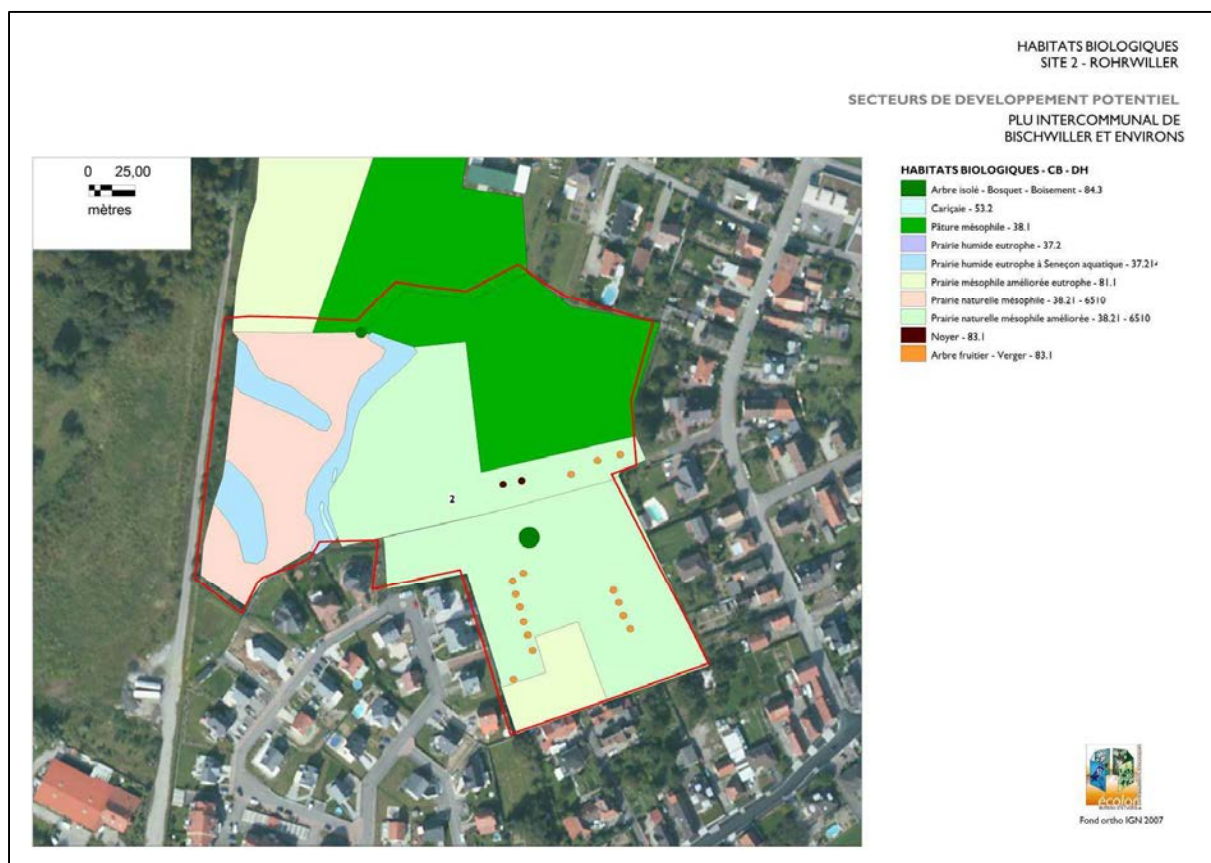 HABITATS BIOLOGIQUES
SITE 2 - ROHRWILLER
SECTEURS DE DEVELOPPEMENT POTENTIEL
PLU INTERCOMMUNAL DE
BISCHWILLER ET ENVIRONS
0 25,00
mètres
HABITATS BIOLOGIQUES - CB - DH
Arbre isolé - Bosquet - Boisement - 84.3
Cariçaie - 53.2
Pâture mésophile - 38.1
Prairie humide eutrophe - 37.2
Prairie humide eutrophe à Seneçon aquatique - 37.21
Prairie mésophile améliorée eutrophe - 81.1
Prairie naturelle mésophile - 38.21 - 6510
Prairie naturelle mésophile améliorée - 38.21 - 6510
Noyer - 83.1
Arbre fruitier - Verger - 83.1
2
écolor
Fond ortho IGN 2007